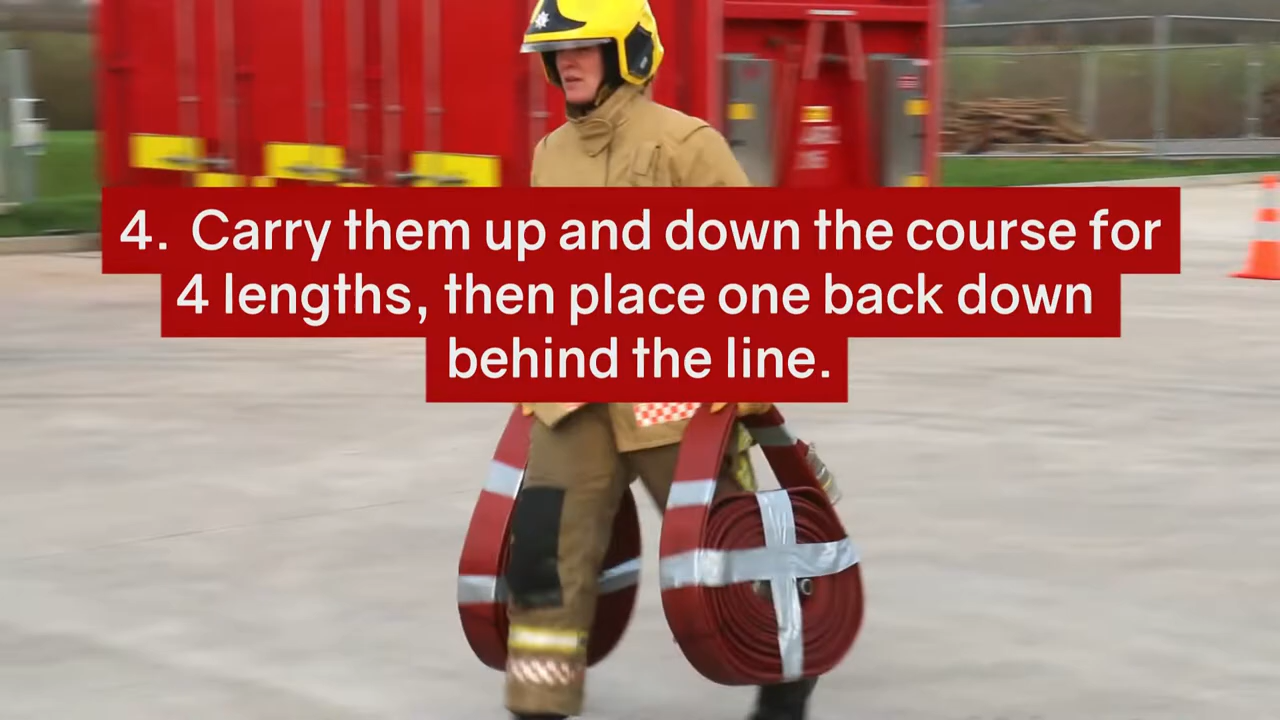 4. Carry them up and down the course for
4 lengths, then place one back down
behind the line.